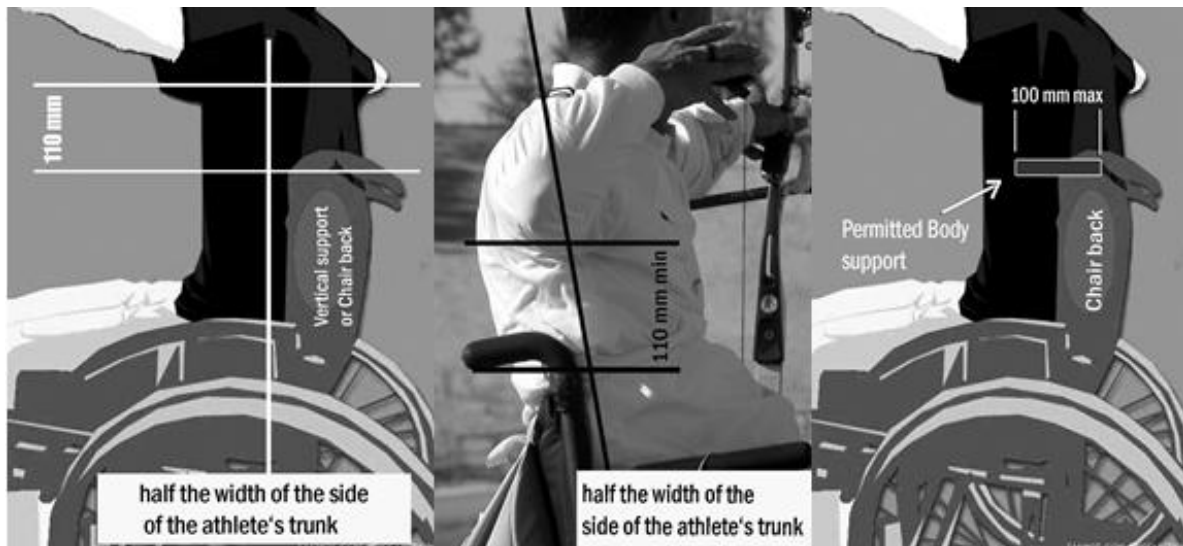 110 mm
Vertical support
or Chair back
half the width of the side
of the athlete's trunk
110 mm min
half the width of the
side of the athlete's trunk
100 mm max
Permitted Body
support
Chair back